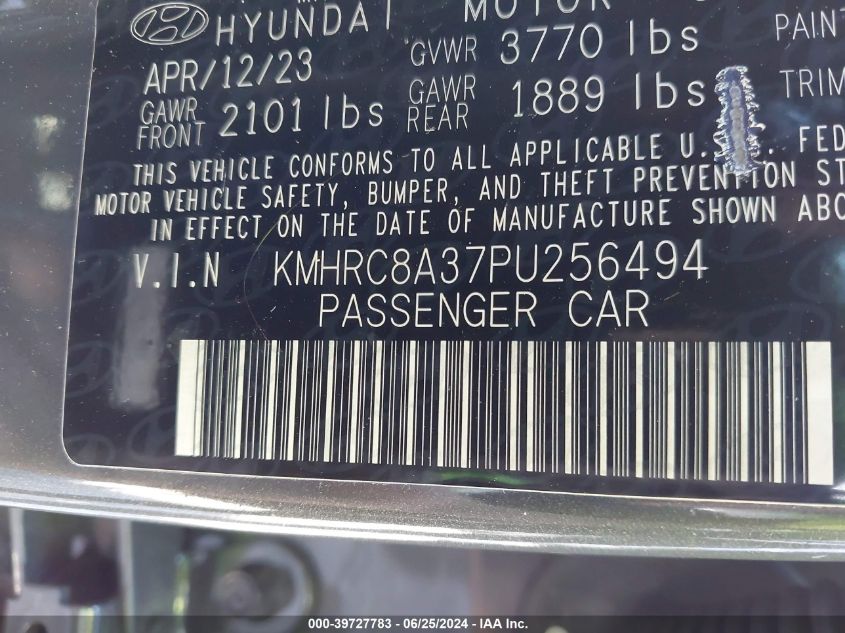 HYUNDAI MOTOR
APR/12/23 GVWR 3770 lbs PAINT
GAWR FRONT 2101 lbs GAWR REAR 1889 lbs TRIM
THIS VEHICLE CONFORMS TO ALL APPLICABLE U. . FED
MOTOR VEHICLE SAFETY, BUMPER, AND THEFT PREVENTION ST
IN EFFECT ON THE DATE OF MANUFACTURE SHOWN ABO
V.I.N KMHRC8A37PU256494
PASSENGER CAR
000-39727783 - 06/25/2024 - IAA Inc.